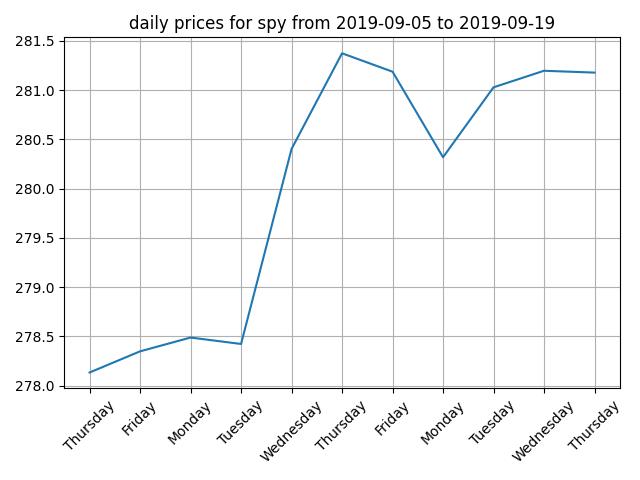 daily prices for spy from 2019-09-05 to 2019-09-19
281.5
281.0
280.5
280.0
279.5
279.0
278.5
278.0
Thursday
Friday
Monday
Tuesday
Wednesday
Thursday
Friday
Monday
Tuesday
Wednesday
Thursday